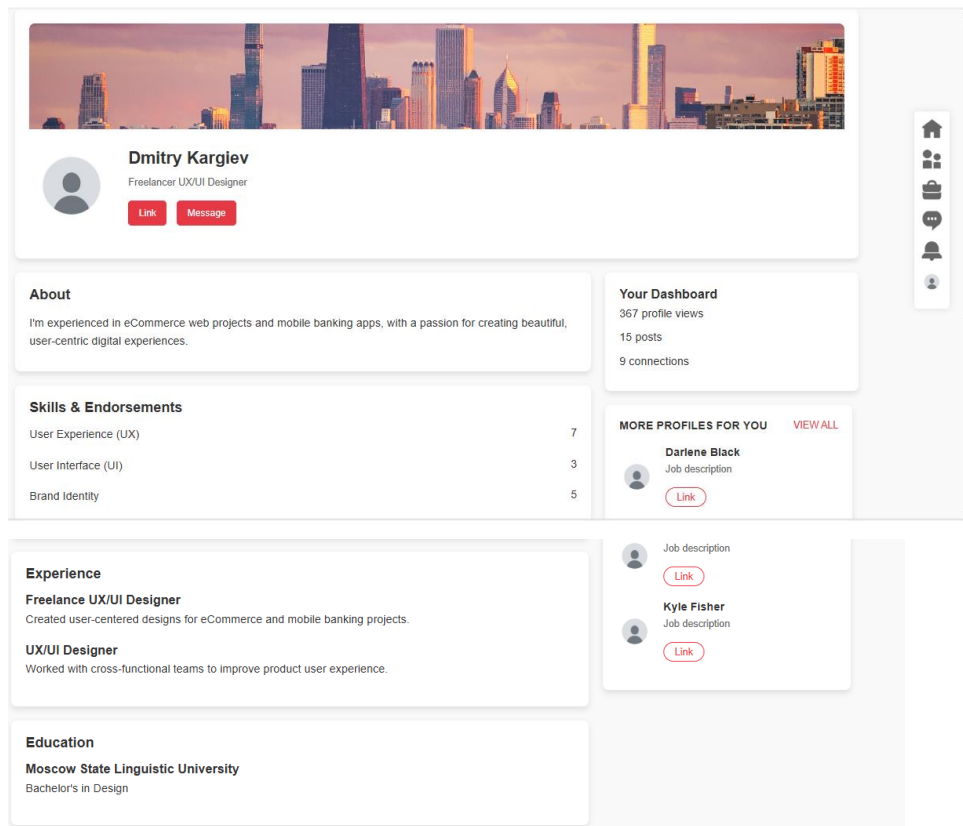 Dmitry Kargiev
Freelancer UX/UI Designer
Link
Message
About
I'm experienced in eCommerce web projects and mobile banking apps, with a passion for creating beautiful,
user-centric digital experiences.
Skills & Endorsements
User Experience (UX) 7
User Interface (UI) 3
Brand Identity 5
Your Dashboard
367 profile views
15 posts
9 connections
MORE PROFILES FOR YOU VIEW ALL
Darlene Black
Job description
Link
Experience
Freelance UX/UI Designer
Created user-centered designs for eCommerce and mobile banking projects.
UX/UI Designer
Worked with cross-functional teams to improve product user experience.
Education
Moscow State Linguistic University
Bachelor's in Design
Job description
Link
Kyle Fisher
Job description
Link